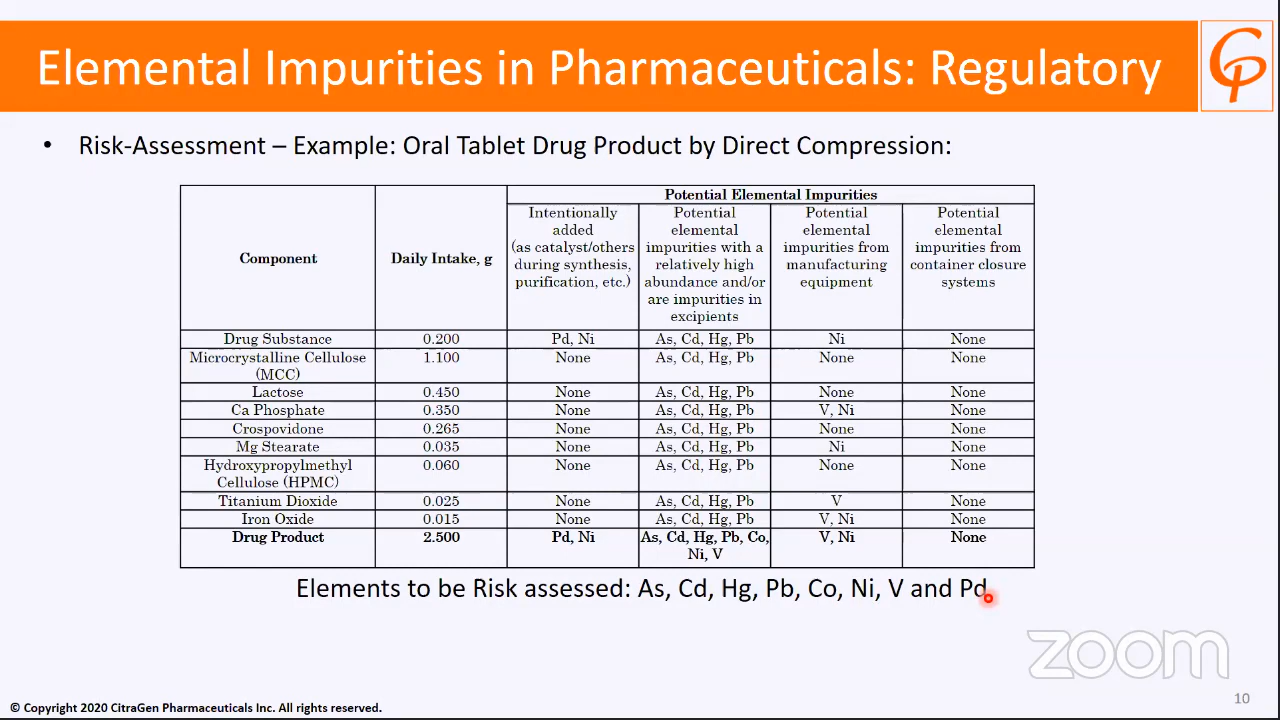 Elemental Impurities in Pharmaceuticals: Regulatory
CP
• Risk-Assessment – Example: Oral Tablet Drug Product by Direct Compression:
Potential Elemental Impurities
Component
Daily Intake, g
Intentionally
added
(as catalyst/others
during synthesis,
purification, etc.)
Potential
elemental
impurities with a
relatively high
abundance and/or
are impurities in
excipients
Potential
elemental
impurities from
manufacturing
equipment
Potential
elemental
impurities from
container closure
systems
Drug Substance 0.200 Pd, Ni As, Cd, Hg, Pb Ni None
Microcrystalline Cellulose 1.100 None As, Cd, Hg, Pb None None
(MCC)
Lactose 0.450 None As, Cd, Hg, Pb None None
Ca Phosphate 0.350 None As, Cd, Hg, Pb V, Ni None
Crospovidone 0.265 None As, Cd, Hg, Pb None None
Mg Stearate 0.035 None As, Cd, Hg, Pb Ni None
Hydroxypropylmethyl 0.060 None As, Cd, Hg, Pb None None
Cellulose (HPMC)
Titanium Dioxide 0.025 None As, Cd, Hg, Pb V None
Iron Oxide 0.015 None As, Cd, Hg, Pb V, Ni None
Drug Product 2.500 Pd, Ni As, Cd, Hg, Pb, Co, V, Ni None
Ni, V
Elements to be Risk assessed: As, Cd, Hg, Pb, Co, Ni, V and Pd
zoom
10
© Copyright 2020 CitraGen Pharmaceuticals Inc. All rights reserved.